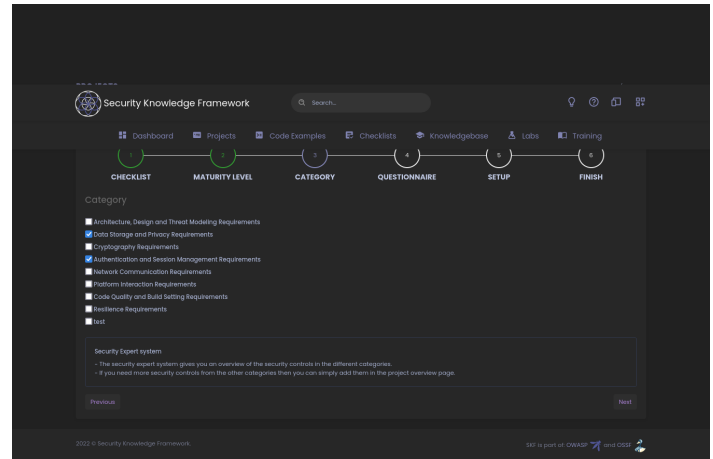 Security Knowledge Framework
Search...
Dashboard
Projects
Code Examples
Checklists
Knowledgebase
Labs
Training
1
2
3
4
5
6
CHECKLIST
MATURITY LEVEL
CATEGORY
QUESTIONNAIRE
SETUP
FINISH
Category
Architecture, Design and Threat Modeling Requirements
Data Storage and Privacy Requirements
Cryptography Requirements
Authentication and Session Management Requirements
Network Communication Requirements
Platform Interaction Requirements
Code Quality and Build Setting Requirements
Resilience Requirements
test
Security Expert system
- The security expert system gives you an overview of the security controls in the different categories.
- If you need more security controls from the other categories then you can simply add them in the project overview page.
Previous
Next
2022 © Security Knowledge Framework
SKF is part of: OWASP and OSSF